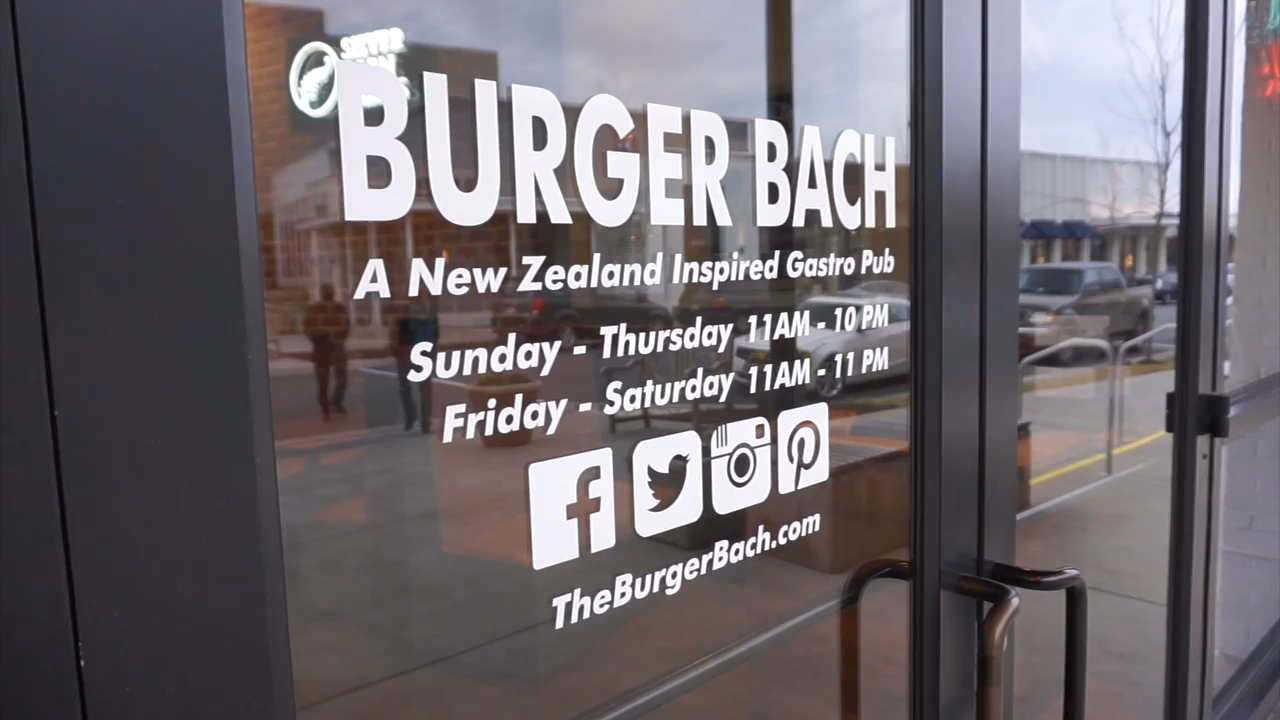 BURGER BACH
A New Zealand Inspired Gastro Pub
Sunday - Thursday 11AM - 10 PM
Friday - Saturday 11AM - 11 PM
TheBurgerBach.com